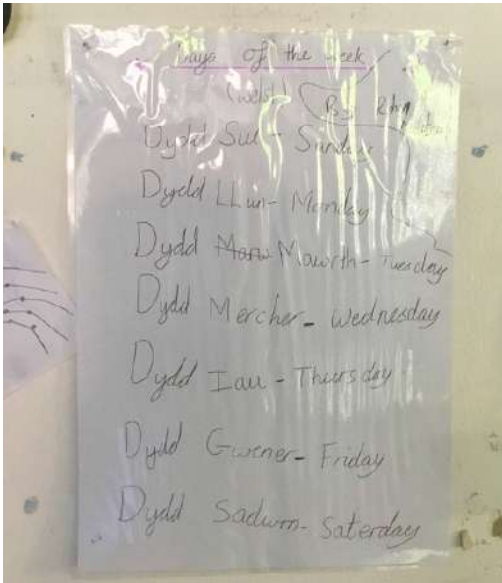 Days of the week
(welsh) By
Dydd Sul - Sunday
Dydd LLun - Monday
Dydd Mawrth - Tuesday
Dydd Mercher - Wednesday
Dydd Iau - Thursday
Dydd Gwener - Friday
Dydd Sadwrn - Saterday